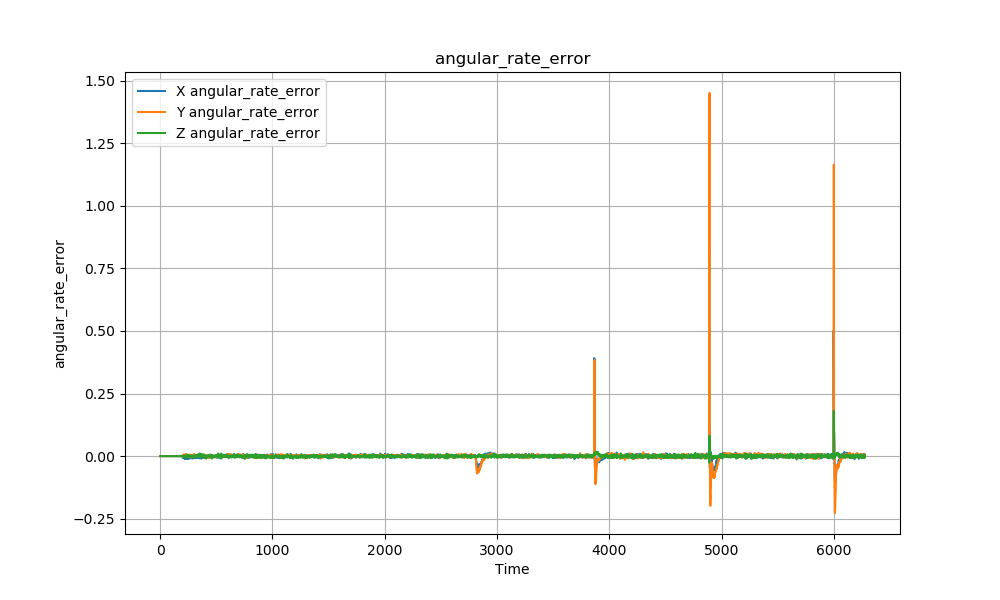 angular_rate_error
X angular_rate_error
Y angular_rate_error
Z angular_rate_error
angular_rate_error
1.50
1.25
1.00
0.75
0.50
0.25
0.00
−0.25
0 1000 2000 3000 4000 5000 6000
Time